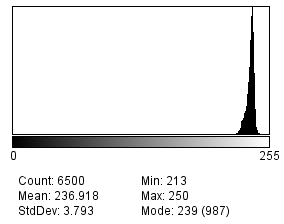 0 255
Count: 6500 Min: 213
Mean: 236.918 Max: 250
StdDev: 3.793 Mode: 239 (987)